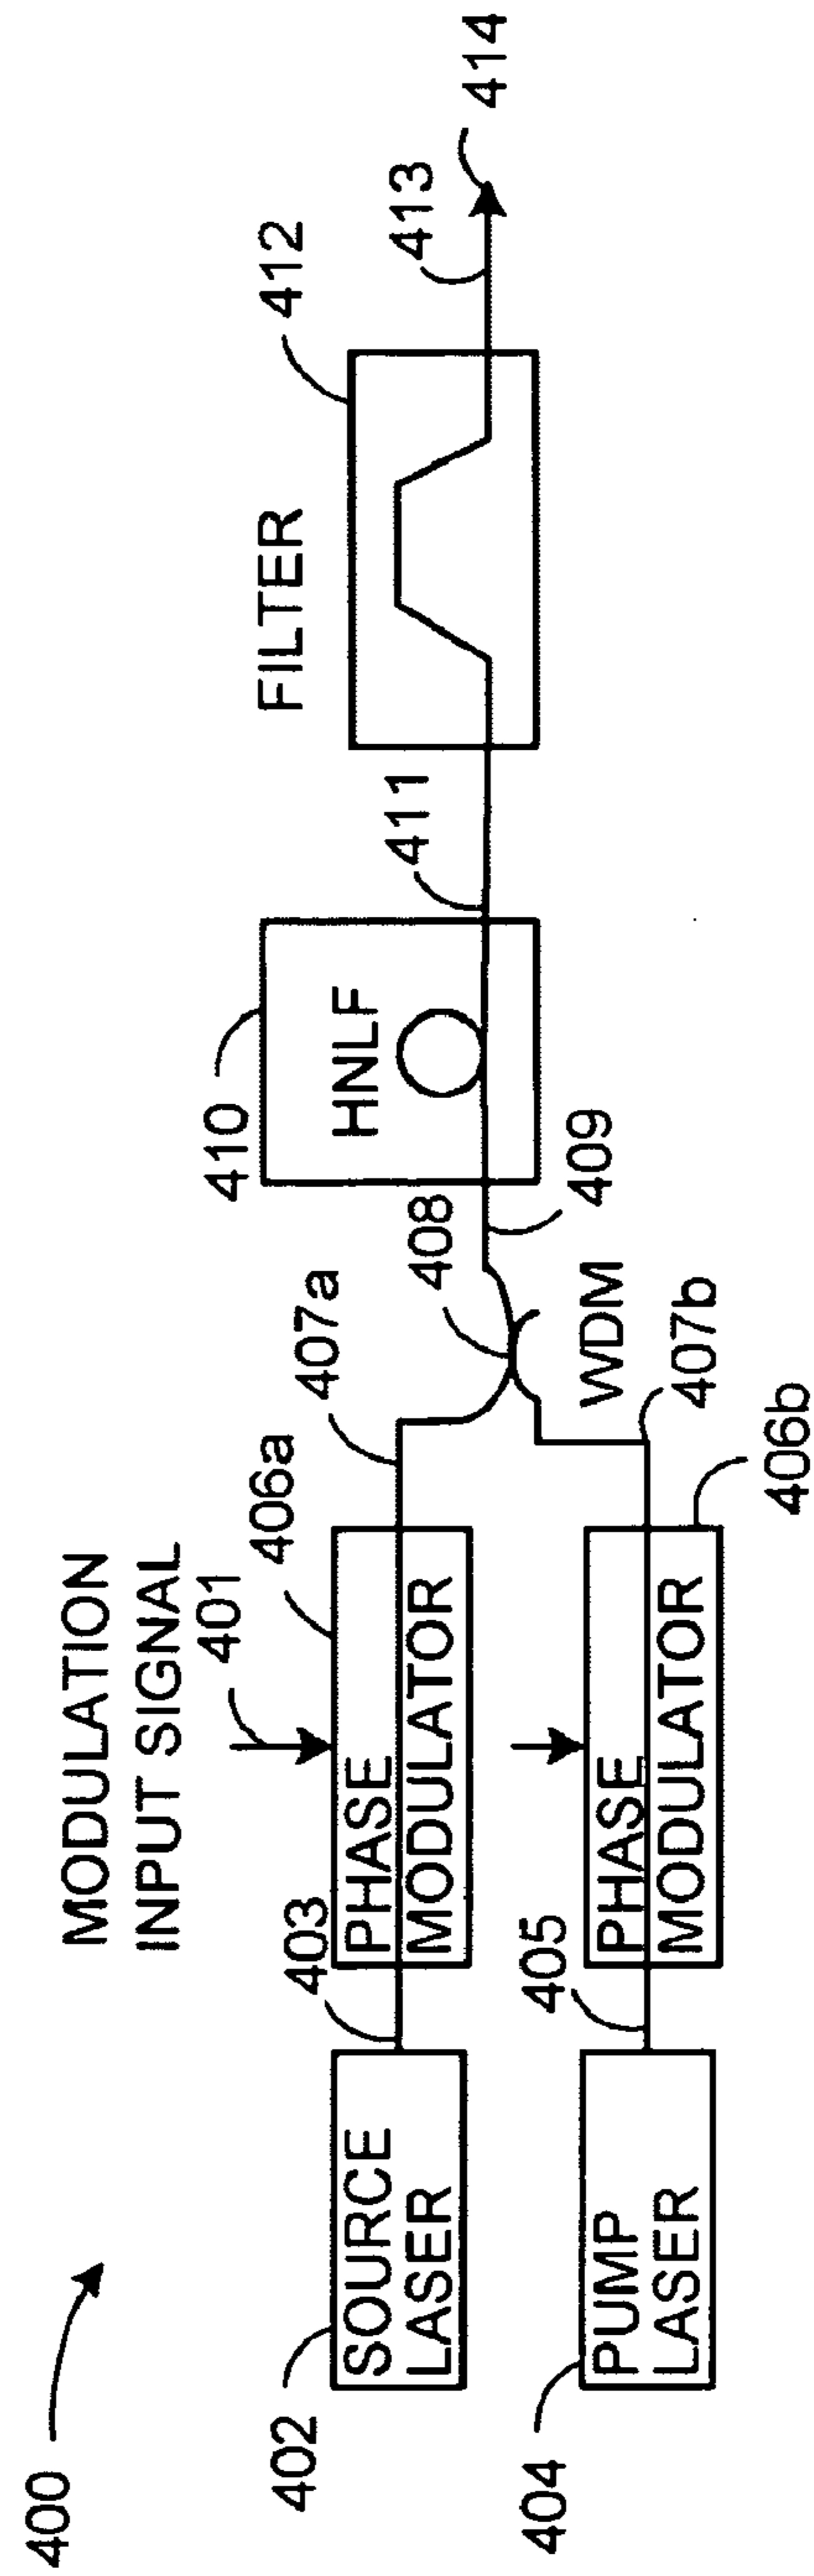 400
MODULATION
INPUT SIGNAL
401
402
SOURCE
LASER
403
PHASE
MODULATOR
406a
407a
404
PUMP
LASER
405
PHASE
MODULATOR
406b
407b
WDM
408
409
410
HNLF
411
FILTER
412
413
414